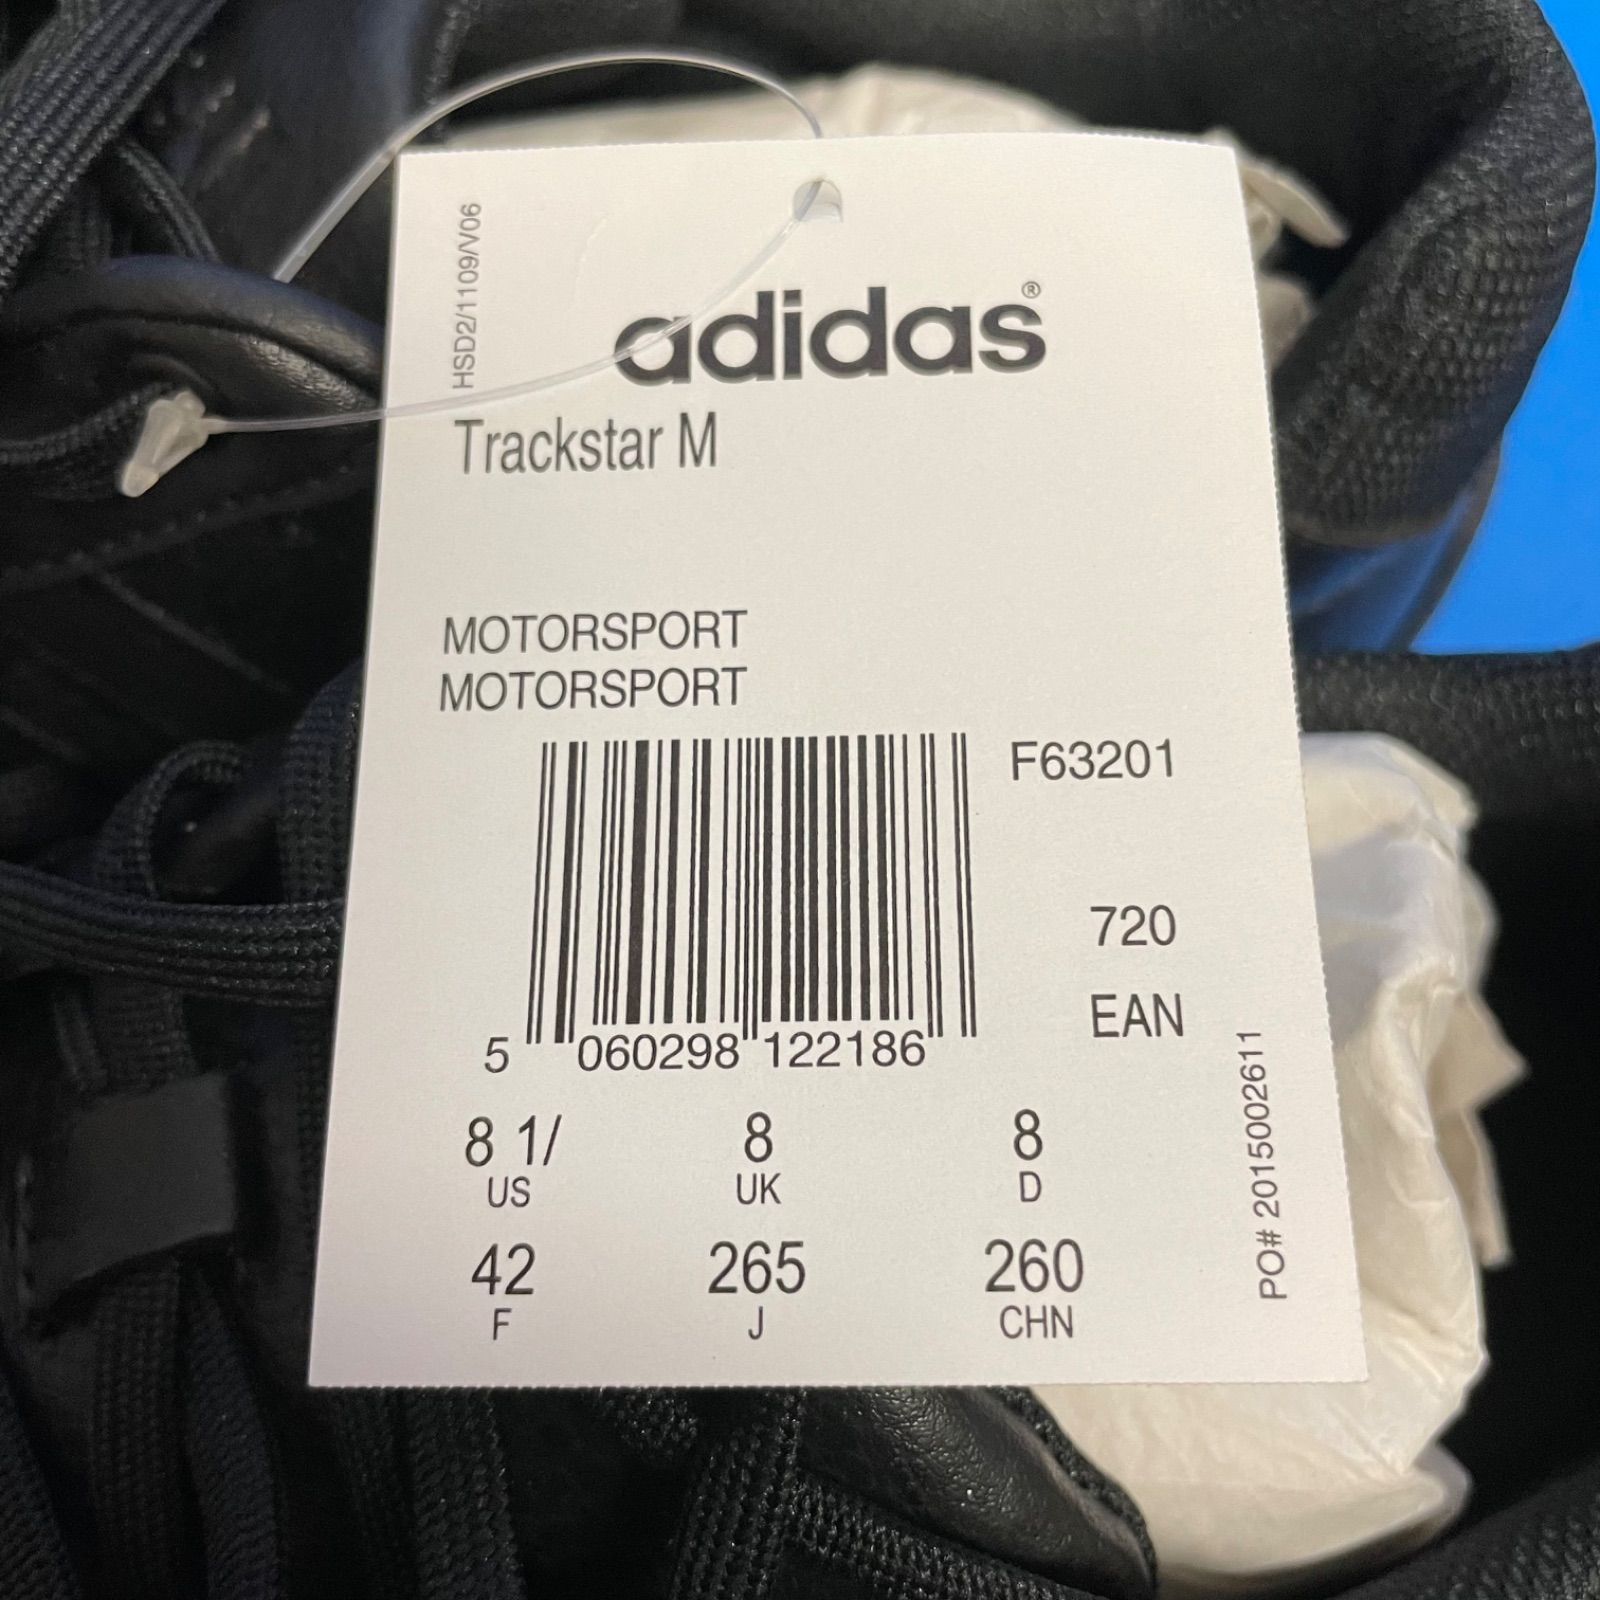 HSD2/1109/V06
adidas®
Trackstar M
MOTORSPORT
MOTORSPORT
F63201
720
EAN
5 060298 122186
8 1/ 8 8
US UK D
42 265 260
F J CHN
PO# 2015002611